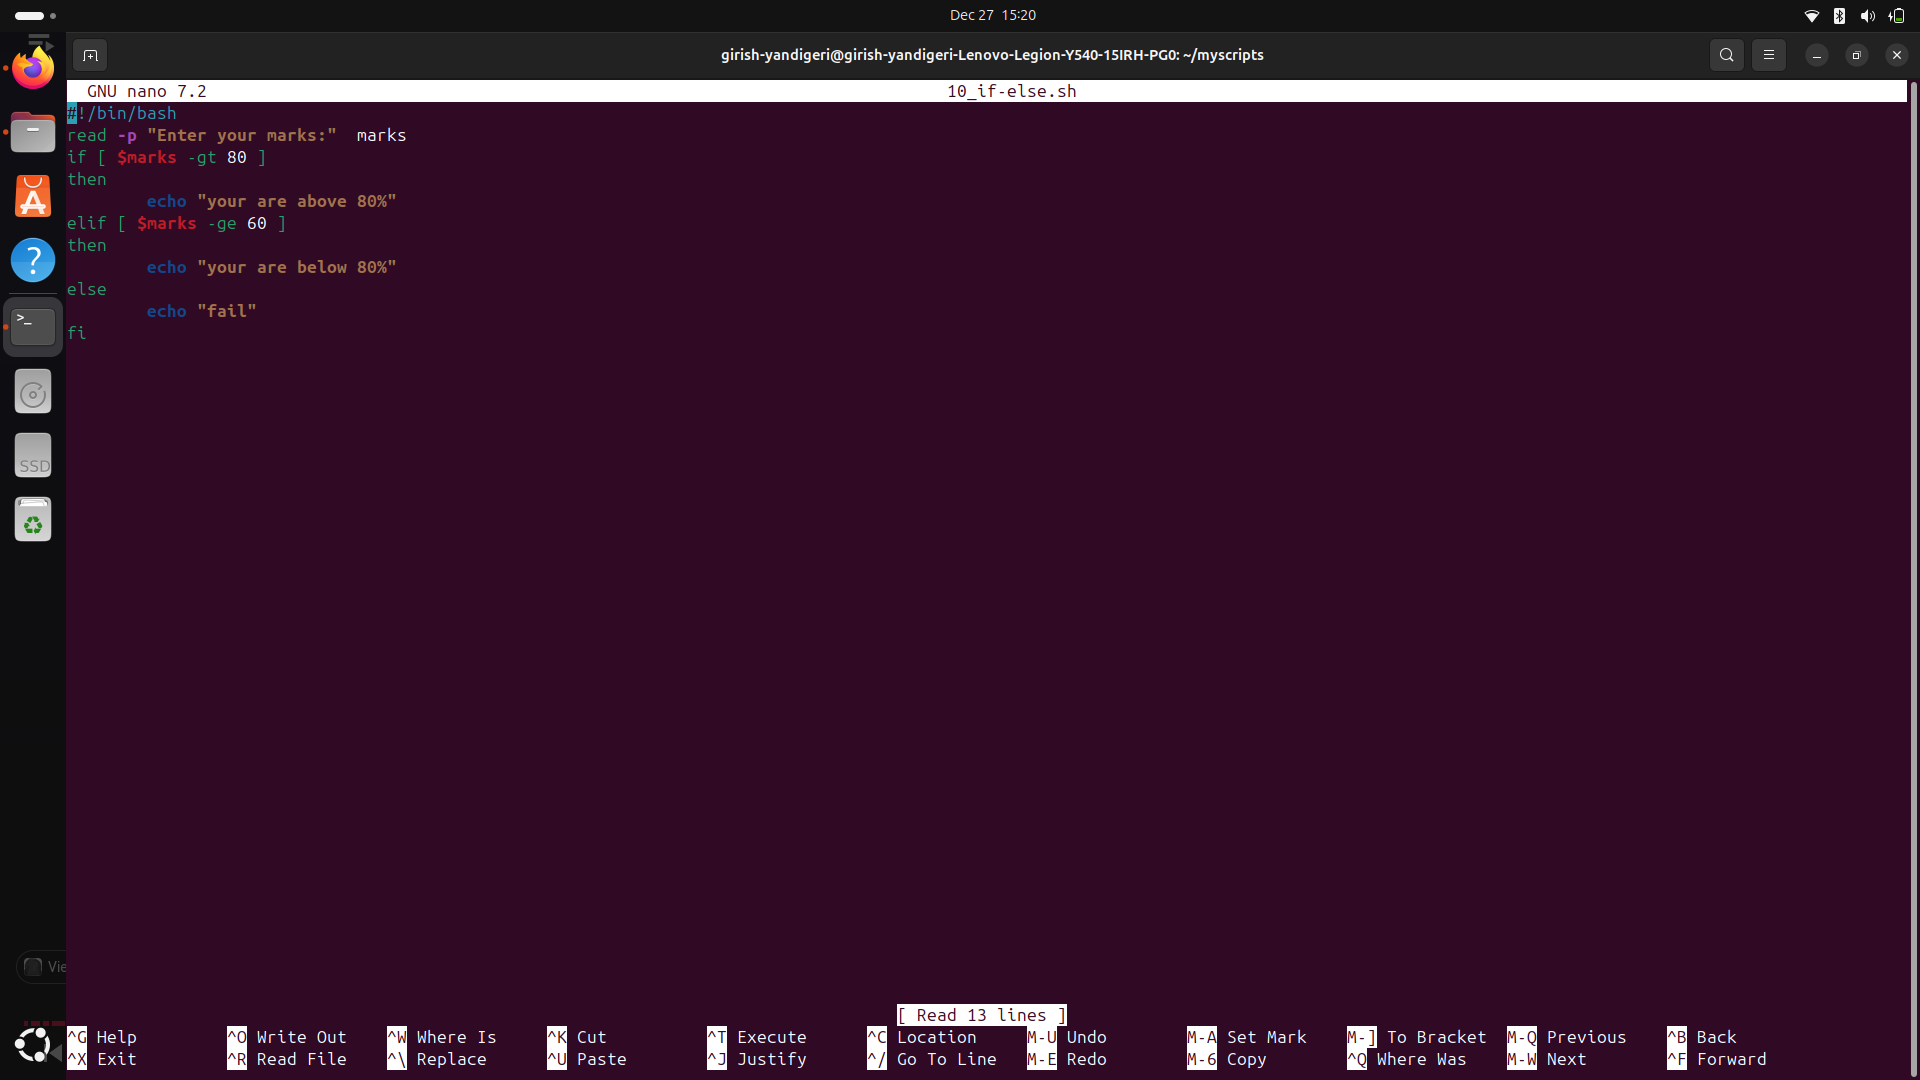 Dec 27 15:20
girish-yandigeri@girish-yandigeri-Lenovo-Legion-Y540-15IRH-PG0: ~/myscripts
GNU nano 7.2 10_if-else.sh
#!/bin/bash
read -p "Enter your marks:"  marks
if [ $marks -gt 80 ]
then
        echo "your are above 80%"
elif [ $marks -ge 60 ]
then
        echo "your are below 80%"
else
        echo "fail"
fi
>_
SSD
Vie
[ Read 13 lines ]
^G Help ^O Write Out ^W Where Is ^K Cut ^T Execute ^C Location M-U Undo M-A Set Mark M-] To Bracket M-Q Previous ^B Back
^X Exit ^R Read File ^\ Replace ^U Paste ^J Justify ^/ Go To Line M-E Redo M-6 Copy ^Q Where Was M-W Next ^F Forward